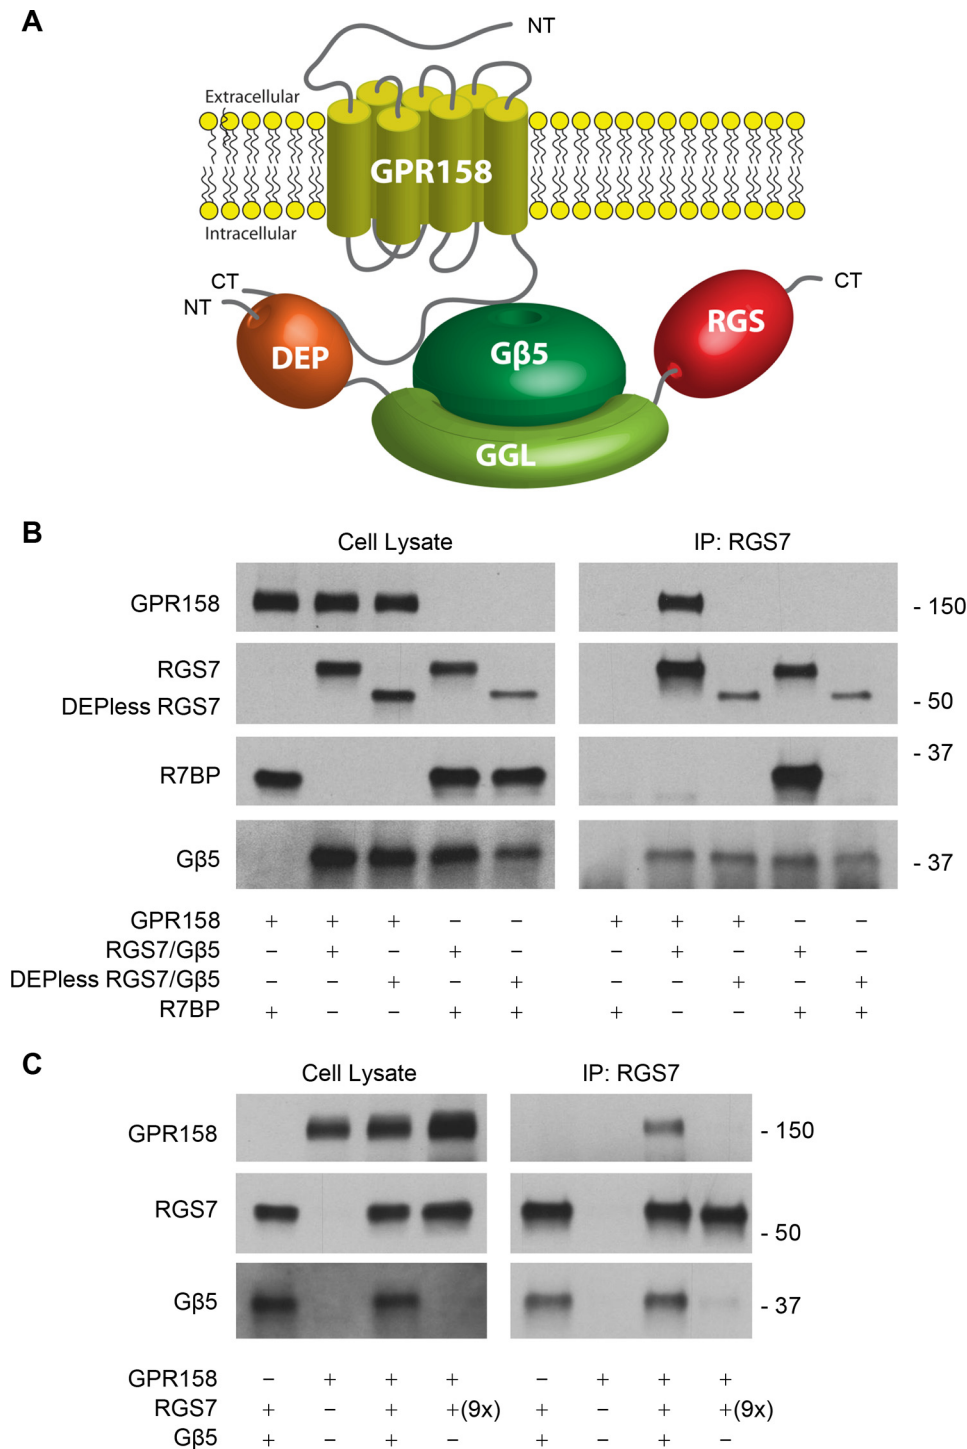 A
NT
Extracellular
GPR158
Intracellular
CT
NT
CT
DEP
Gβ5
RGS
GGL
B
Cell Lysate IP: RGS7
GPR158 - 150
RGS7
DEPless RGS7 - 50
- 37
R7BP
Gβ5 - 37
GPR158 + + + – – + + + – –
RGS7/Gβ5 – + – + – – + – + –
DEPless RGS7/Gβ5 – – + – + – – + – +
R7BP + – – + + + – – + +
C
Cell Lysate IP: RGS7
GPR158 - 150
RGS7
- 50
Gβ5 - 37
GPR158 – + + + – + + +
RGS7 + – + +(9x) + – + +(9x)
Gβ5 + – + – + – + –